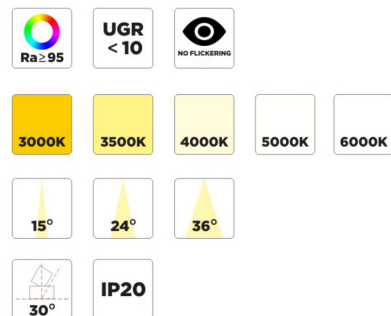 Ra≥95
UGR
< 10
NO FLICKERING
3000K
3500K
4000K
5000K
6000K
15°
24°
36°
30°
IP20